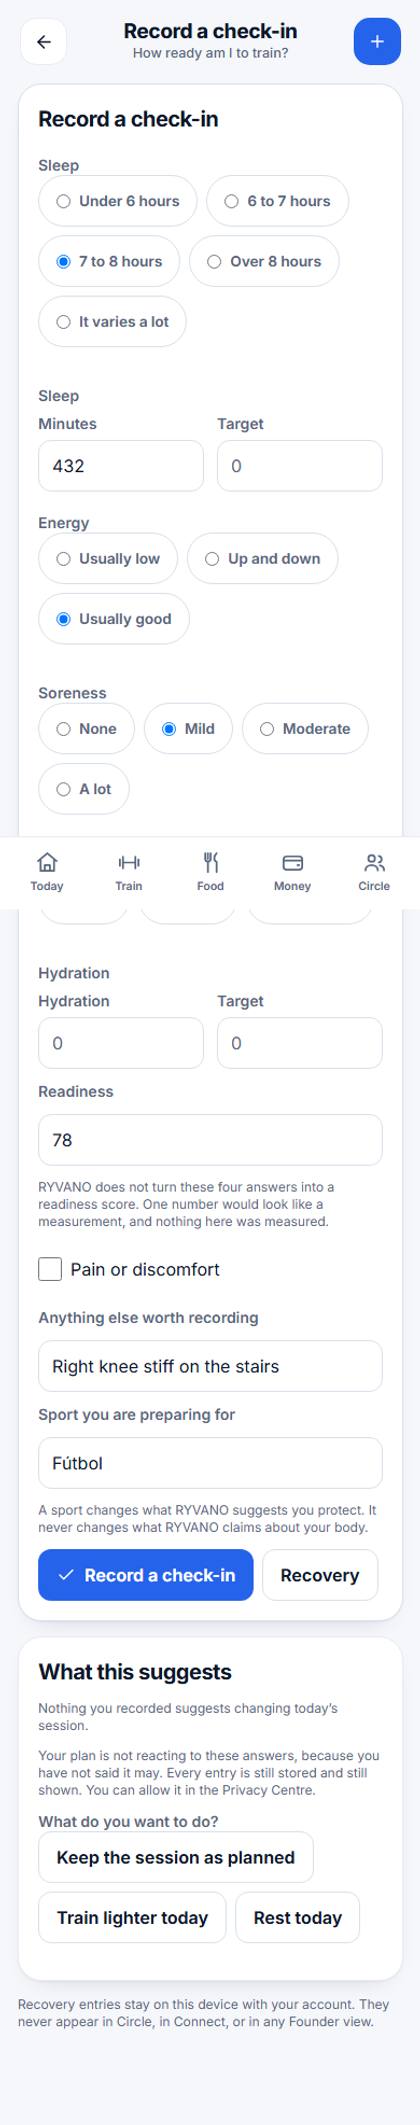 Record a check-in
How ready am I to train?
Record a check-in
Sleep
Under 6 hours
6 to 7 hours
7 to 8 hours
Over 8 hours
It varies a lot
Sleep
Minutes
Target
432
0
Energy
Usually low
Up and down
Usually good
Soreness
None
Mild
Moderate
A lot
Today
Train
Food
Money
Circle
Hydration
Hydration
Target
0
0
Readiness
78
RYVANO does not turn these four answers into a
readiness score. One number would look like a
measurement, and nothing here was measured.
Pain or discomfort
Anything else worth recording
Right knee stiff on the stairs
Sport you are preparing for
Fútbol
A sport changes what RYVANO suggests you protect. It
never changes what RYVANO claims about your body.
Record a check-in
Recovery
What this suggests
Nothing you recorded suggests changing today's
session.
Your plan is not reacting to these answers, because you
have not said it may. Every entry is still stored and still
shown. You can allow it in the Privacy Centre.
What do you want to do?
Keep the session as planned
Train lighter today
Rest today
Recovery entries stay on this device with your account. They
never appear in Circle, in Connect, or in any Founder view.